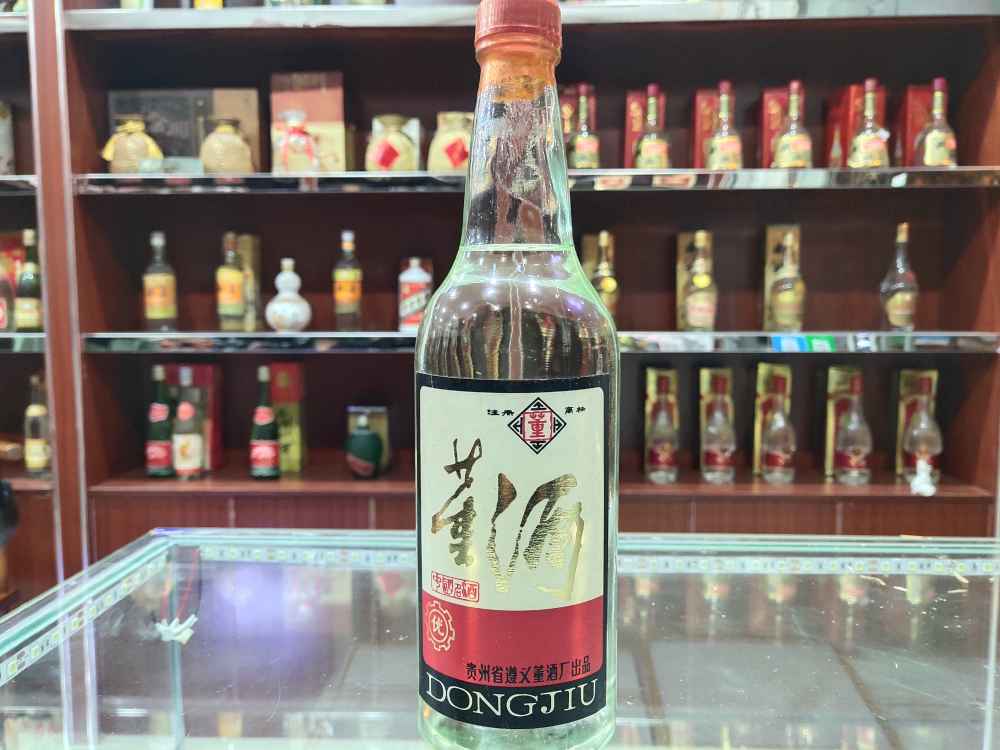 注册 董 商标
董酒
中国名酒
优
贵州省遵义董酒厂出品
DONGJIU